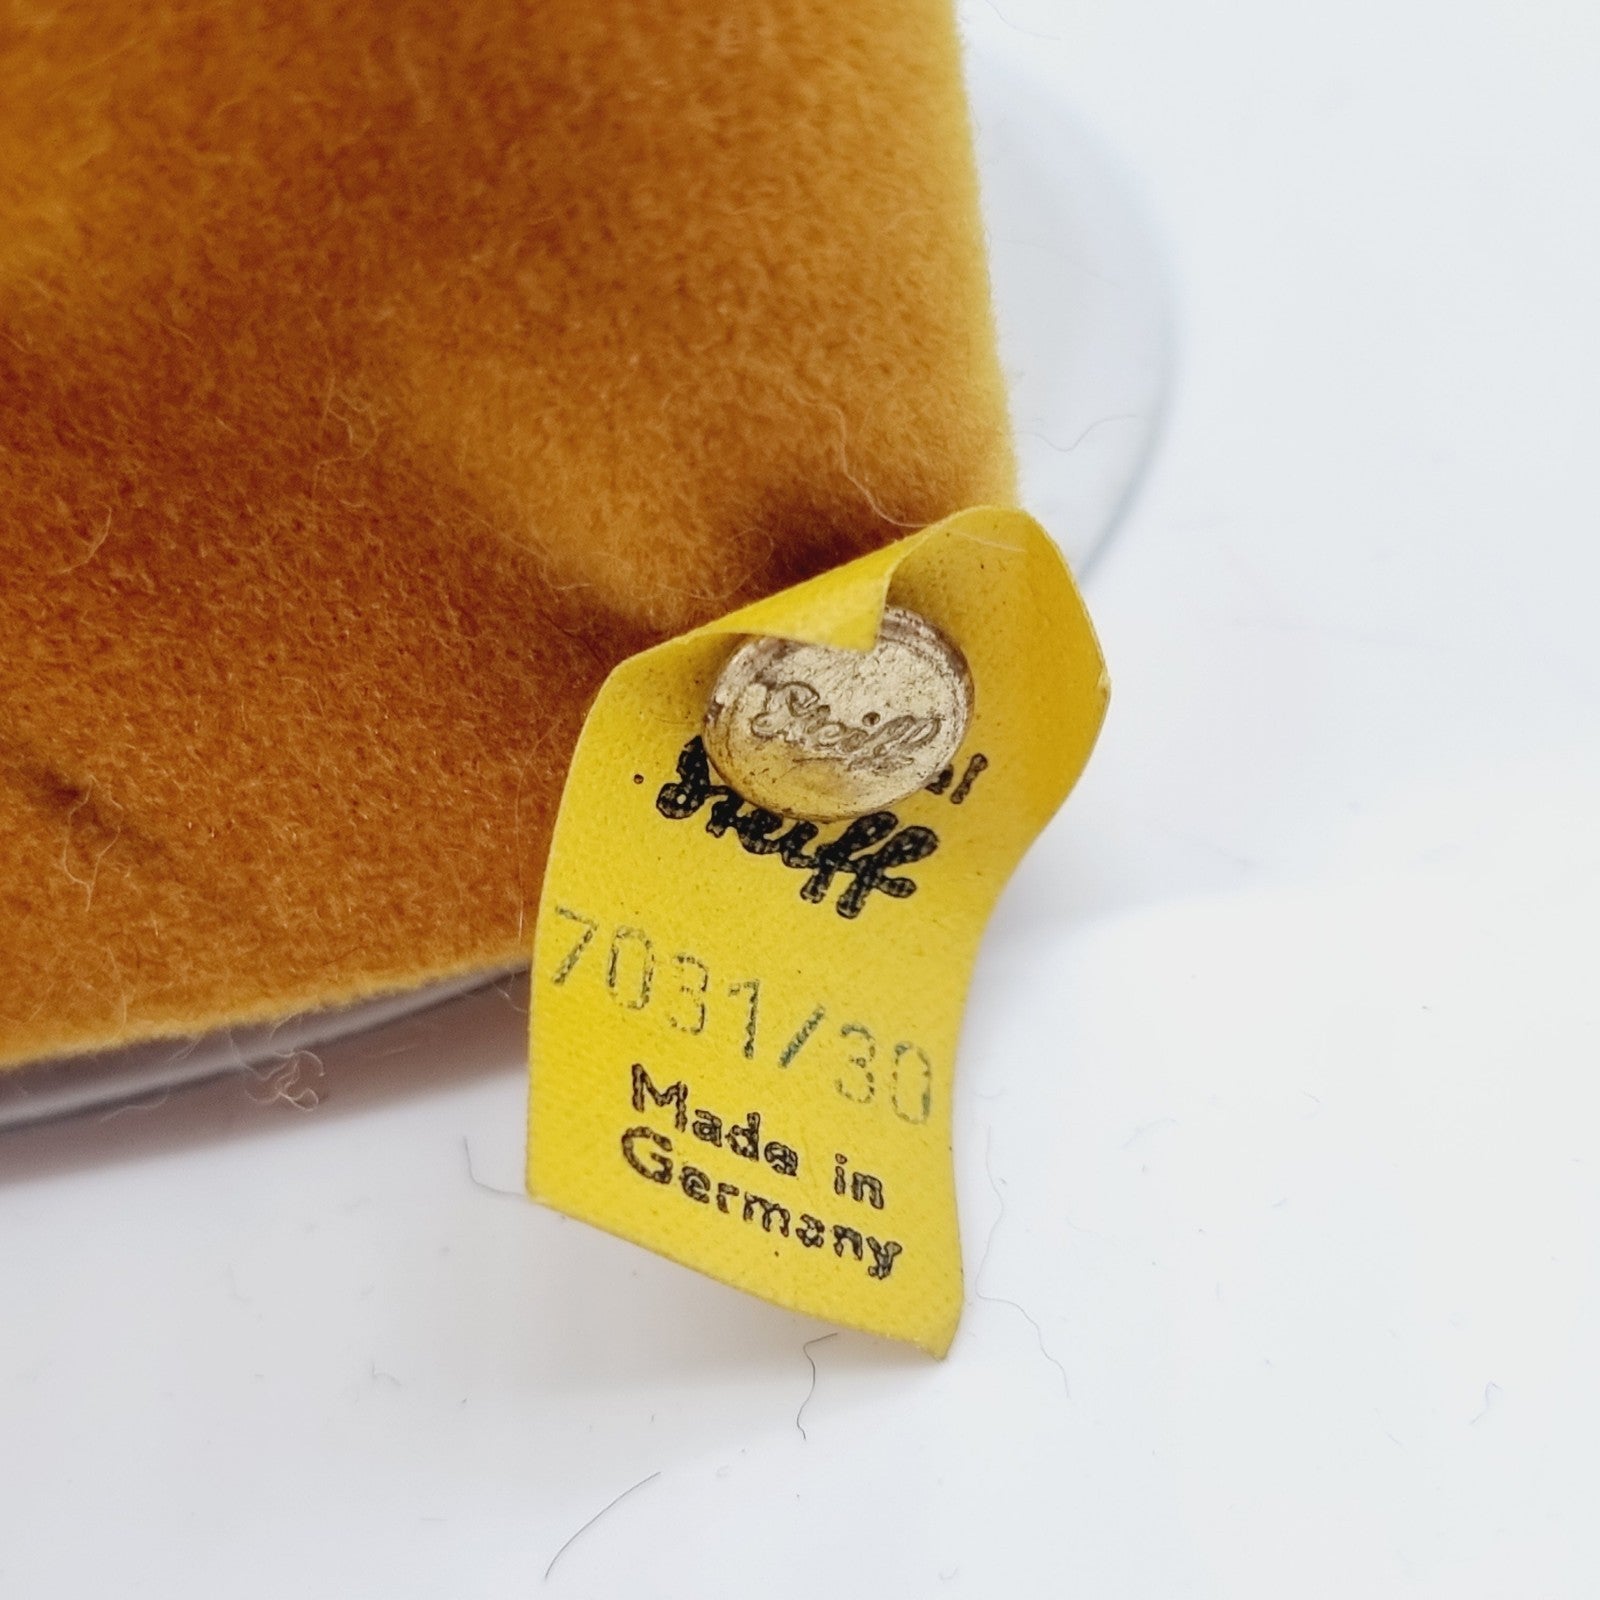 Steiff
Steiff
7031/30
Made in
Germany